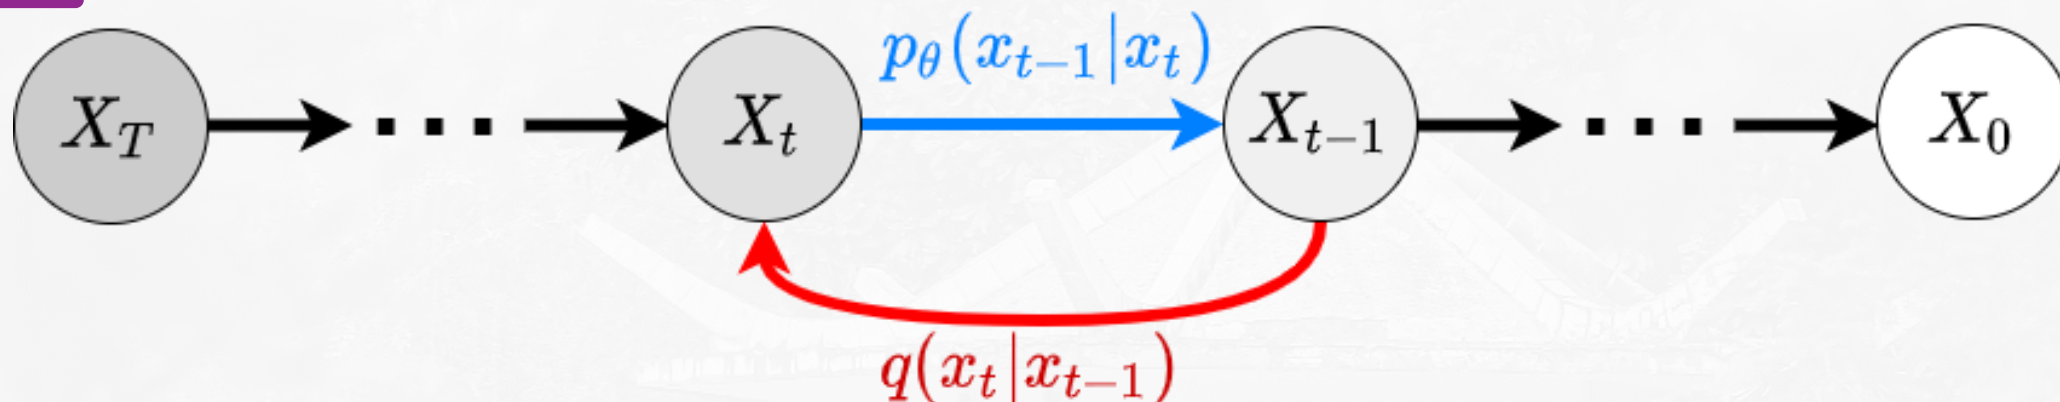 p_θ(x_{t−1}|x_t)
X_T ··· X_t X_{t−1} ··· X_0
q(x_t|x_{t−1})